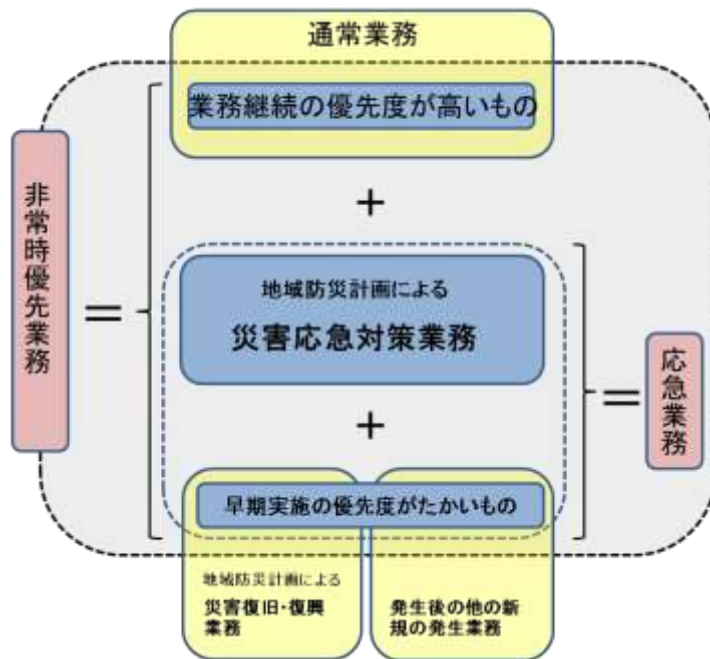 通常業務
業務継続の優先度が高いもの
+
非常時優先業務
=
地域防災計画による
災害応急対策業務
=
応急業務
+
早期実施の優先度がたかいもの
地域防災計画による
災害復旧・復興
業務
発生後の他の新
規の発生業務